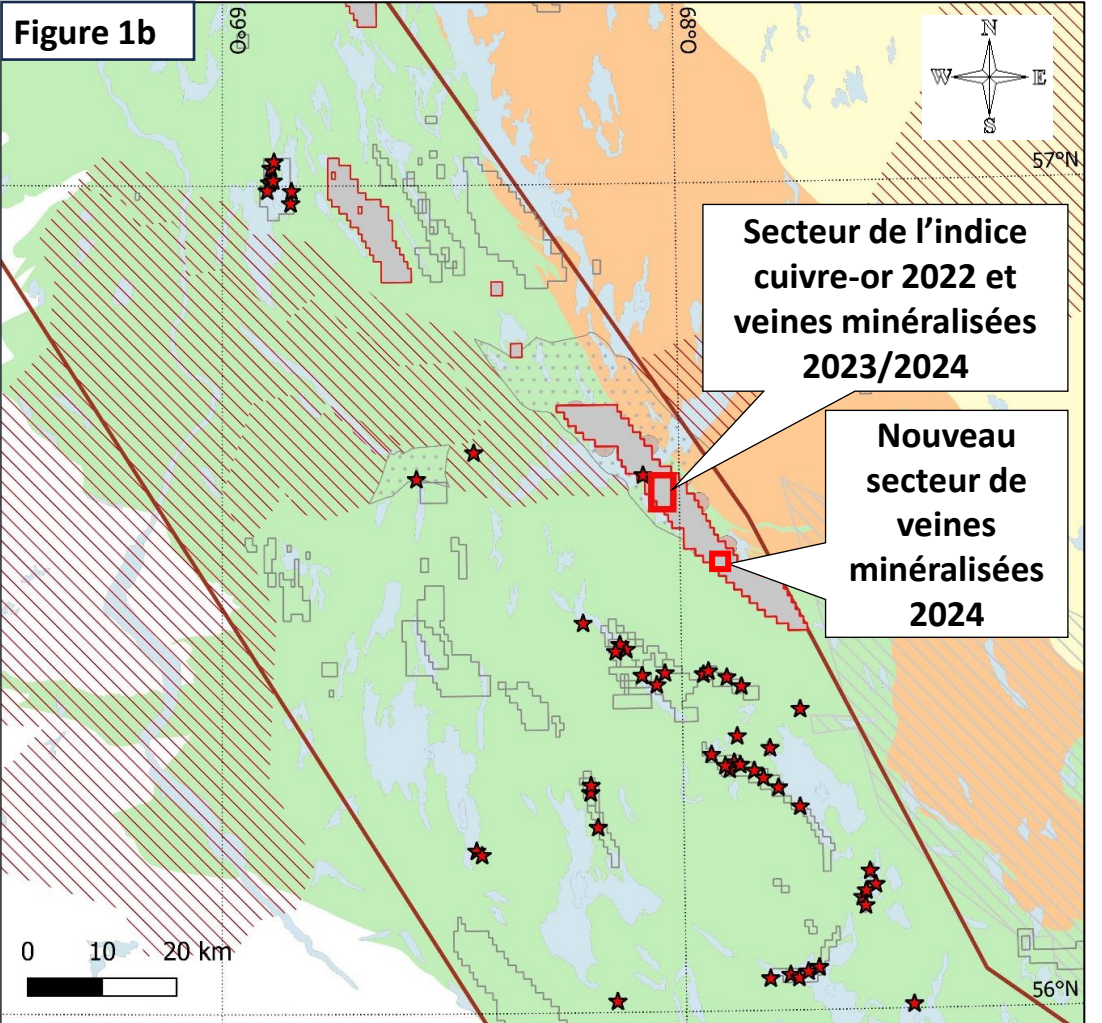 Figure 1b
69°O
68°O
N
W
E
S
57°N
Secteur de l'indice
cuivre-or 2022 et
veines minéralisées
2023/2024
Nouveau
secteur de
veines
minéralisées
2024
0 10 20 km
56°N